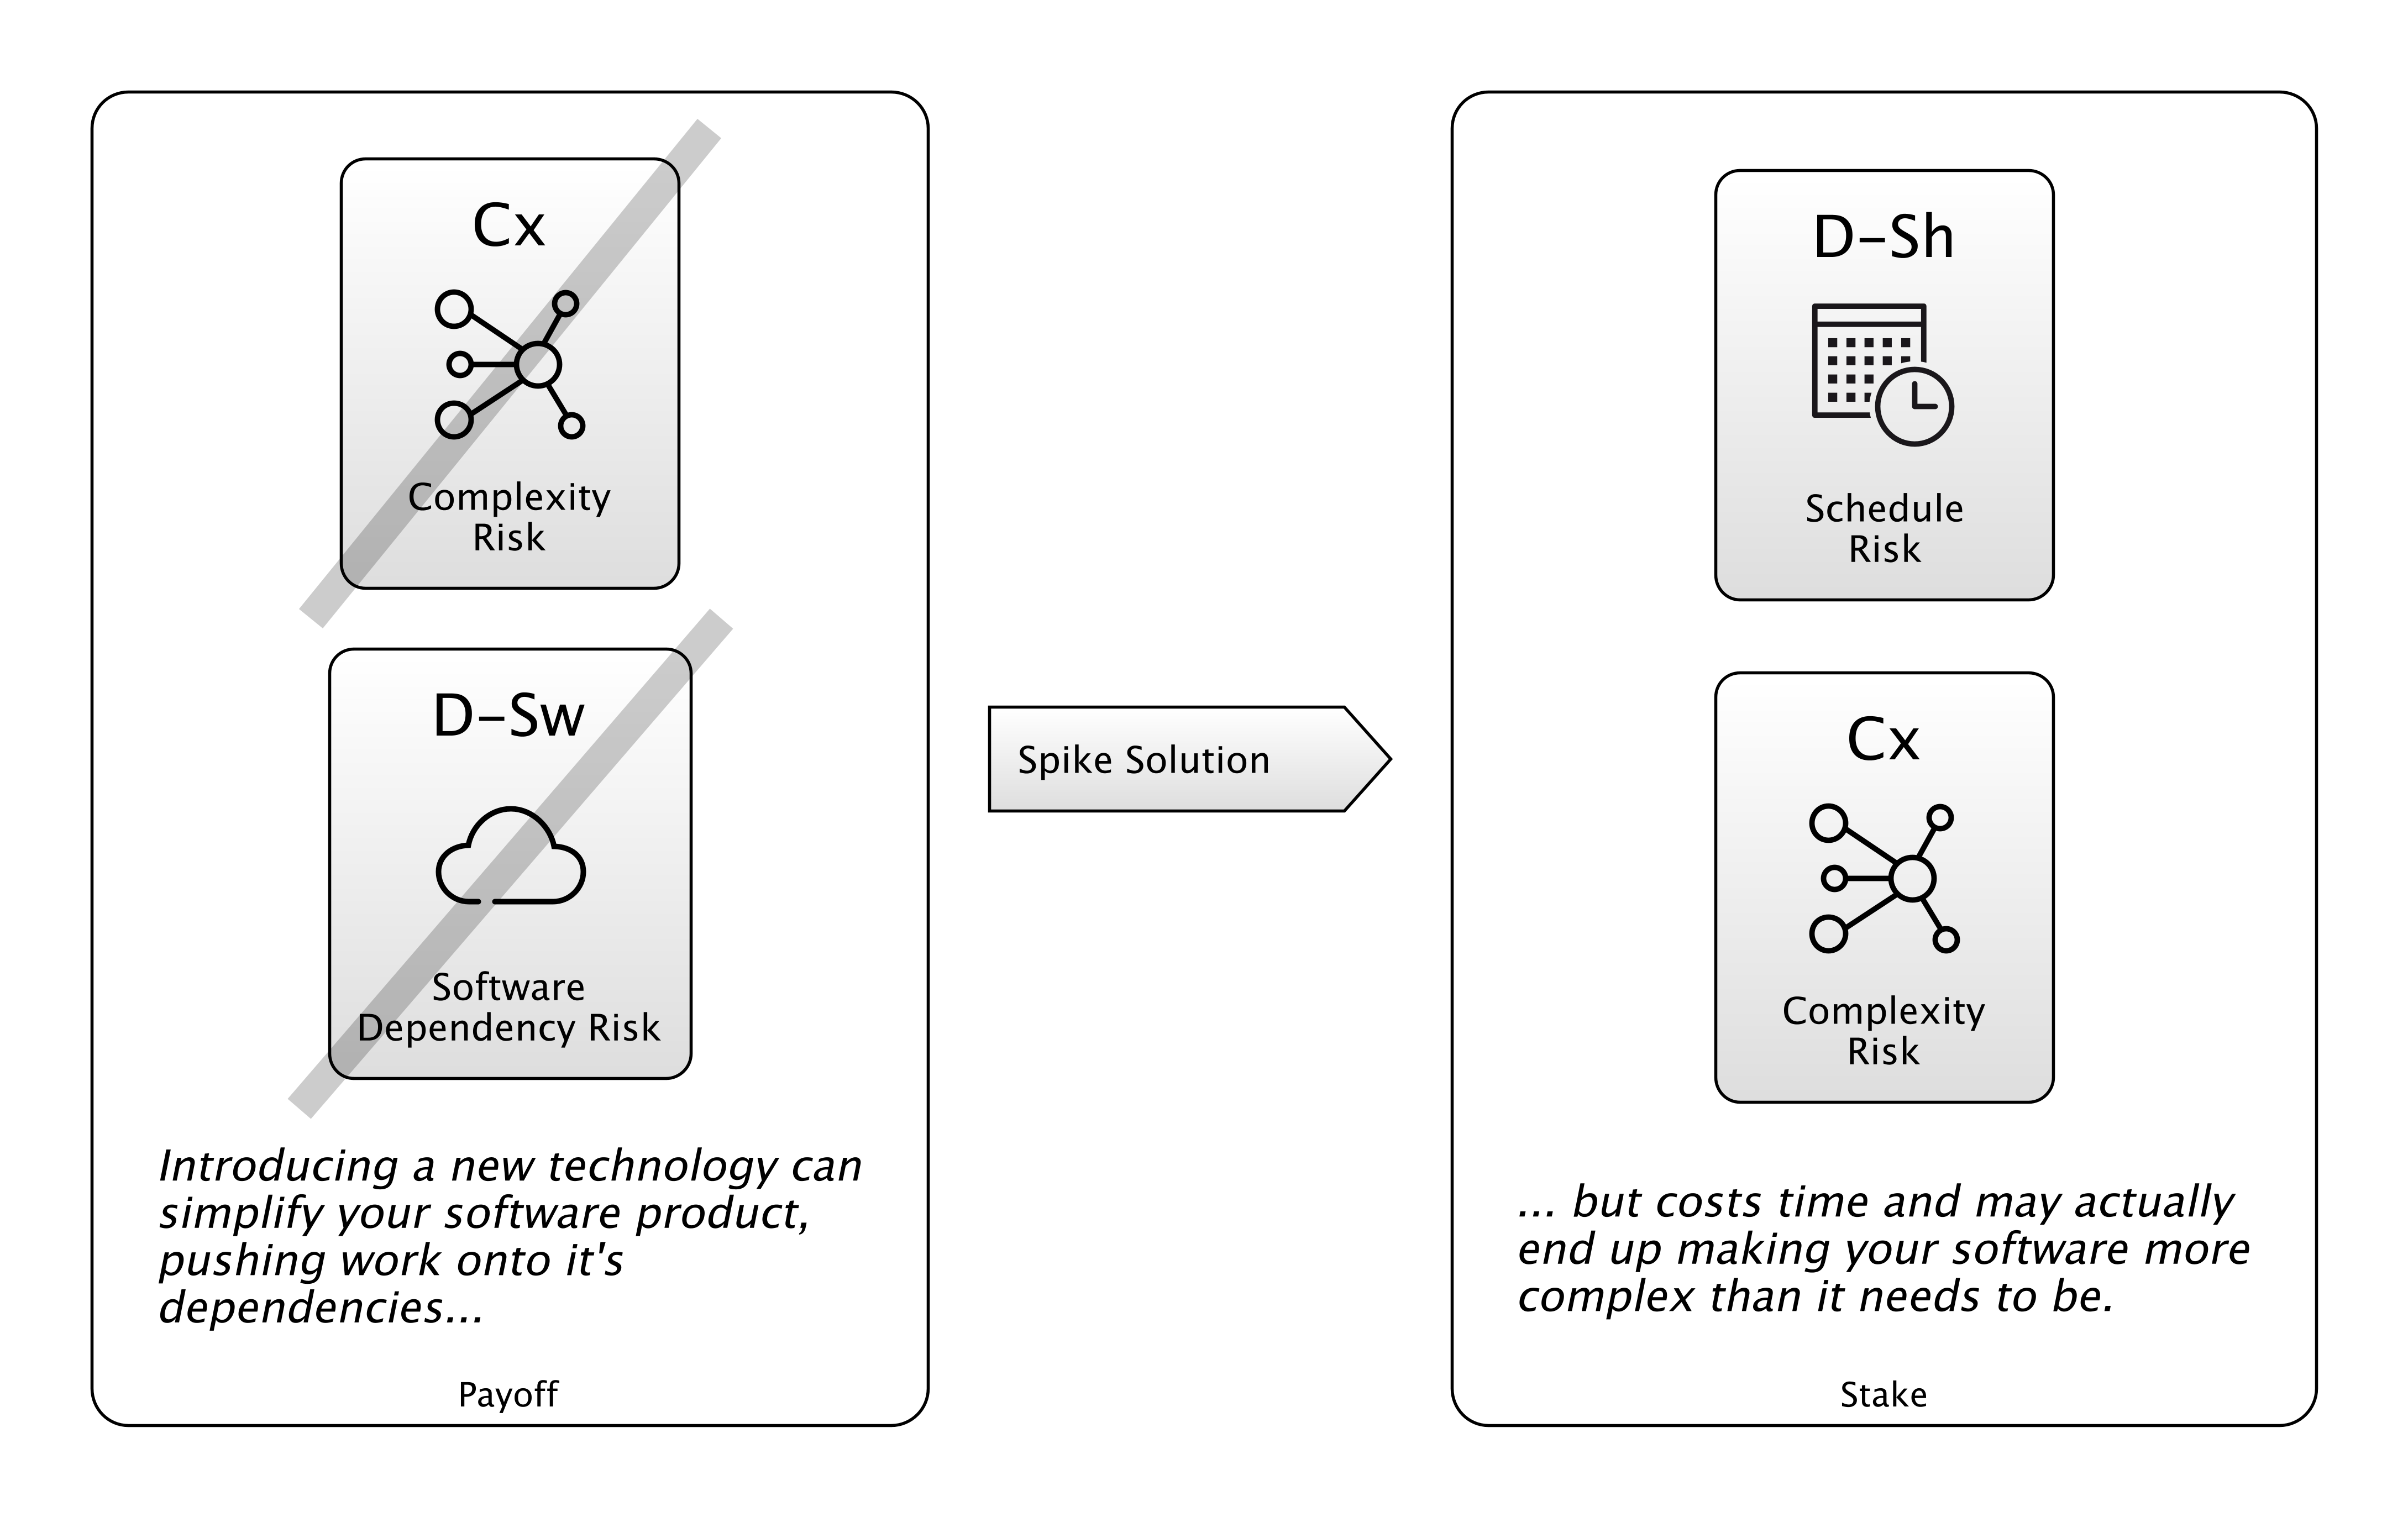 Cx
Complexity
Risk
D-Sw
Software
Dependency Risk
Introducing a new technology can
simplify your software product,
pushing work onto it's
dependencies...
Payoff
Spike Solution
D-Sh
Schedule
Risk
Cx
Complexity
Risk
... but costs time and may actually
end up making your software more
complex than it needs to be.
Stake